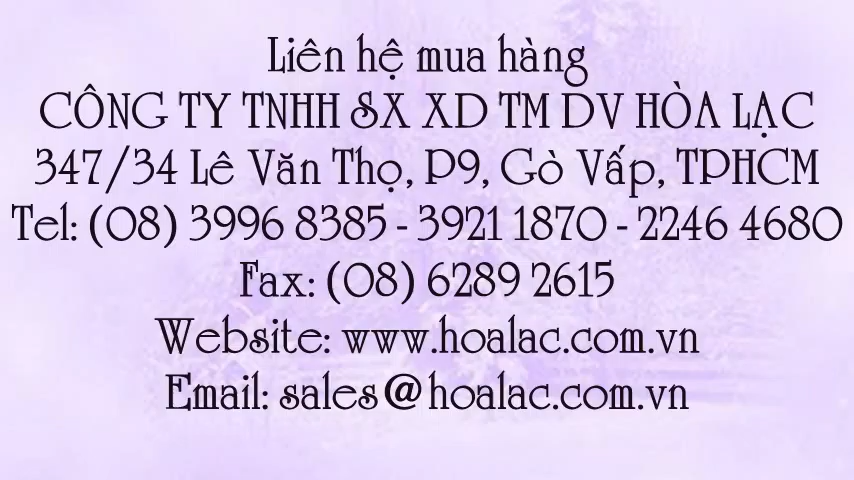 Liên hệ mua hàng
CÔNG TY TNHH SX XD TM DV HÒA LẠC
347/34 Lê Văn Thọ, P9, Gò Vấp, TPHCM
Tel: (08) 3996 8385 - 3921 1870 - 2246 4680
Fax: (08) 6289 2615
Website: www.hoalac.com.vn
Email: sales@hoalac.com.vn